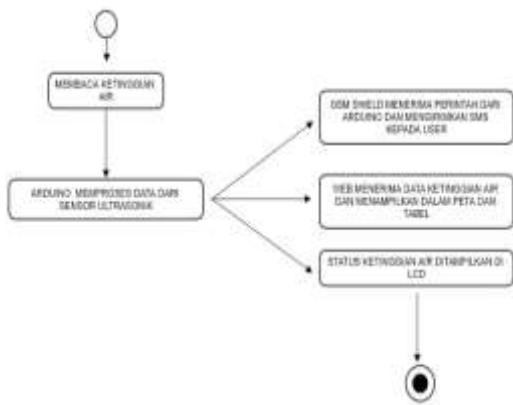 MEMBACA KETINGGIAN
AIR
GSM SHIELD MENERIMA PERINTAH DARI
ARDUINO DAN MENGIRIMKAN SMS
KEPADA USER
ARDUINO MEMPROSES DATA DARI
SENSOR ULTRASONIK
WEB MENERIMA DATA KETINGGIAN AIR
DAN MENAMPILKAN DALAM PETA DAN
TABEL
STATUS KETINGGIAN AIR DITAMPILKAN DI
LCD